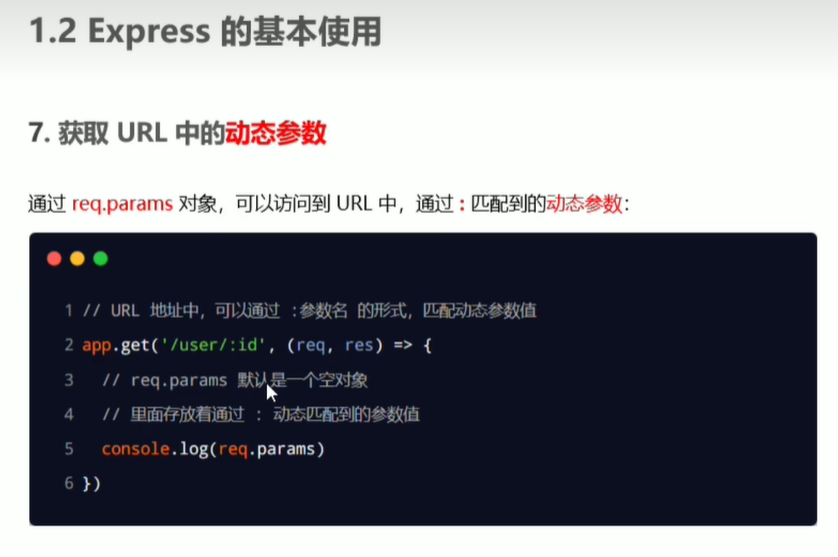 1.2 Express 的基本使用
7. 获取 URL 中的动态参数
通过 req.params 对象，可以访问到 URL 中，通过 : 匹配到的动态参数：
1 // URL 地址中，可以通过 :参数名 的形式，匹配动态参数值
2 app.get('/user/:id', (req, res) => {
3   // req.params 默认是一个空对象
4   // 里面存放着通过 : 动态匹配到的参数值
5   console.log(req.params)
6 })